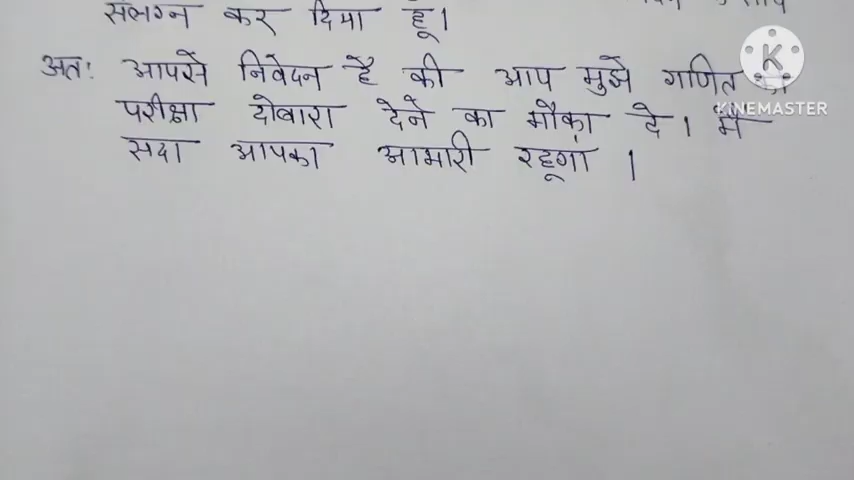 संलग्न कर दिया हूं।
अतः आपसे निवेदन है की आप मुझे गणित
परीक्षा दोबारा देने का मौका दे। मैं
सदा आपका आभारी रहूगां ।
KINEMASTER